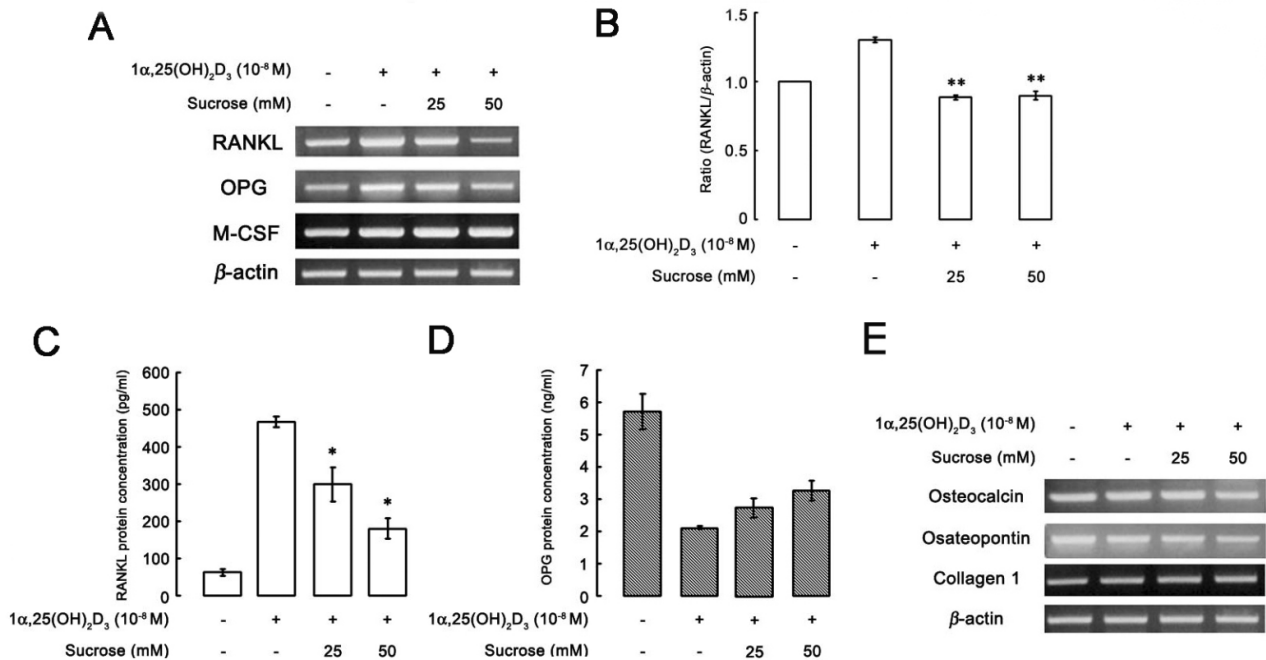 A
1α,25(OH)₂D₃ (10⁻⁸ M) - + + +
Sucrose (mM) - - 25 50
RANKL
OPG
M-CSF
β-actin
B
Ratio (RANKL/β-actin)
1.5
1.0
0.5
0
** **
1α,25(OH)₂D₃ (10⁻⁸ M) - + + +
Sucrose (mM) - - 25 50
C
RANKL protein concentration (pg/ml)
600
500
400
300
200
100
0
* *
1α,25(OH)₂D₃ (10⁻⁸ M) - + + +
Sucrose (mM) - - 25 50
D
OPG protein concentration (ng/ml)
7
6
5
4
3
2
1
0
1α,25(OH)₂D₃ (10⁻⁸ M) - + + +
Sucrose (mM) - - 25 50
E
1α,25(OH)₂D₃ (10⁻⁸ M) - + + +
Sucrose (mM) - - 25 50
Osteocalcin
Osateopontin
Collagen 1
β-actin